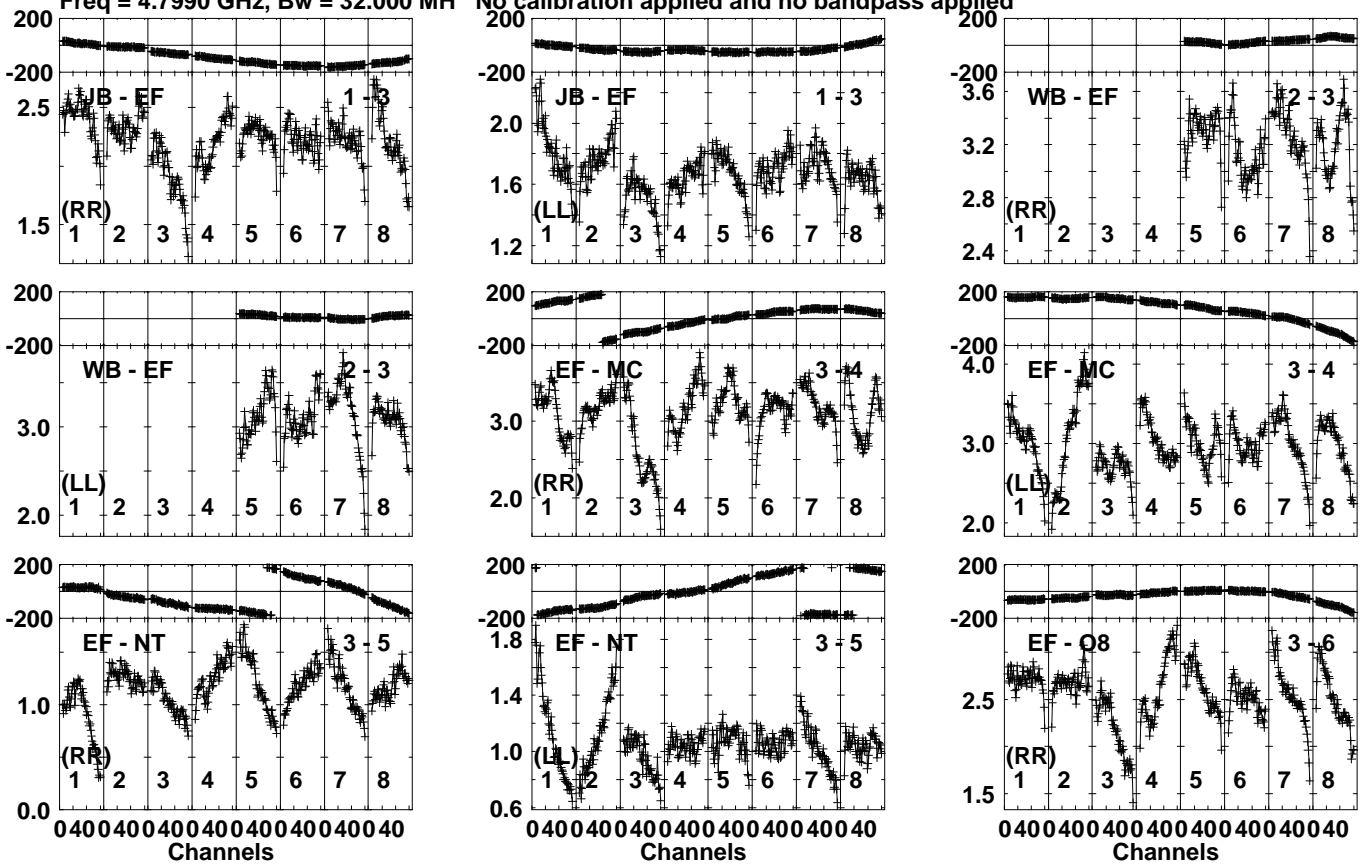 Freq = 4.7990 GHz, Bw = 32.000 MH No calibration applied and no bandpass applied
200
-200
2.5
1.5
JB - EF 1 - 3
(RR)
1 2 3 4 5 6 7 8
200
-200
2.0
1.6
1.2
JB - EF 1 - 3
(LL)
1 2 3 4 5 6 7 8
200
-200
3.6
3.2
2.8
2.4
WB - EF 2 - 3
(RR)
1 2 3 4 5 6 7 8
200
-200
3.0
2.0
WB - EF 2 - 3
(LL)
1 2 3 4 5 6 7 8
200
-200
3.0
2.0
EF - MC 3 - 4
(RR)
1 2 3 4 5 6 7 8
200
-200
4.0
3.0
2.0
EF - MC 3 - 4
(LL)
1 2 3 4 5 6 7 8
200
-200
1.0
0.0
EF - NT 3 - 5
(RR)
1 2 3 4 5 6 7 8
0 40 0 40 0 40 0 40 0 40 0 40 0 40 0 40
Channels
200
-200
1.8
1.4
1.0
0.6
EF - NT 3 - 5
(LL)
1 2 3 4 5 6 7 8
0 40 0 40 0 40 0 40 0 40 0 40 0 40 0 40
Channels
200
-200
2.5
1.5
EF - O8 3 - 6
(RR)
1 2 3 4 5 6 7 8
0 40 0 40 0 40 0 40 0 40 0 40 0 40 0 40
Channels